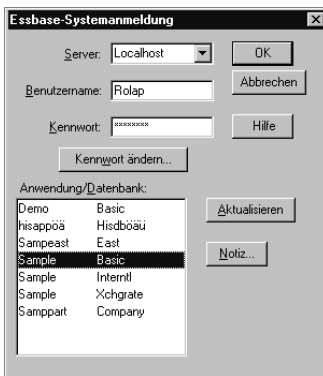 Essbase-Systemanmeldung
Server: Localhost OK
Benutzername: Rolap Abbrechen
Kennwort: ******** Hilfe
Kennwort ändern...
Anwendung/Datenbank:
Demo Basic
hisappöä Hisdböäü
Sampeast East
Sample Basic
Sample Interntl
Sample Xchgrate
Samppart Company
Aktualisieren
Notiz...